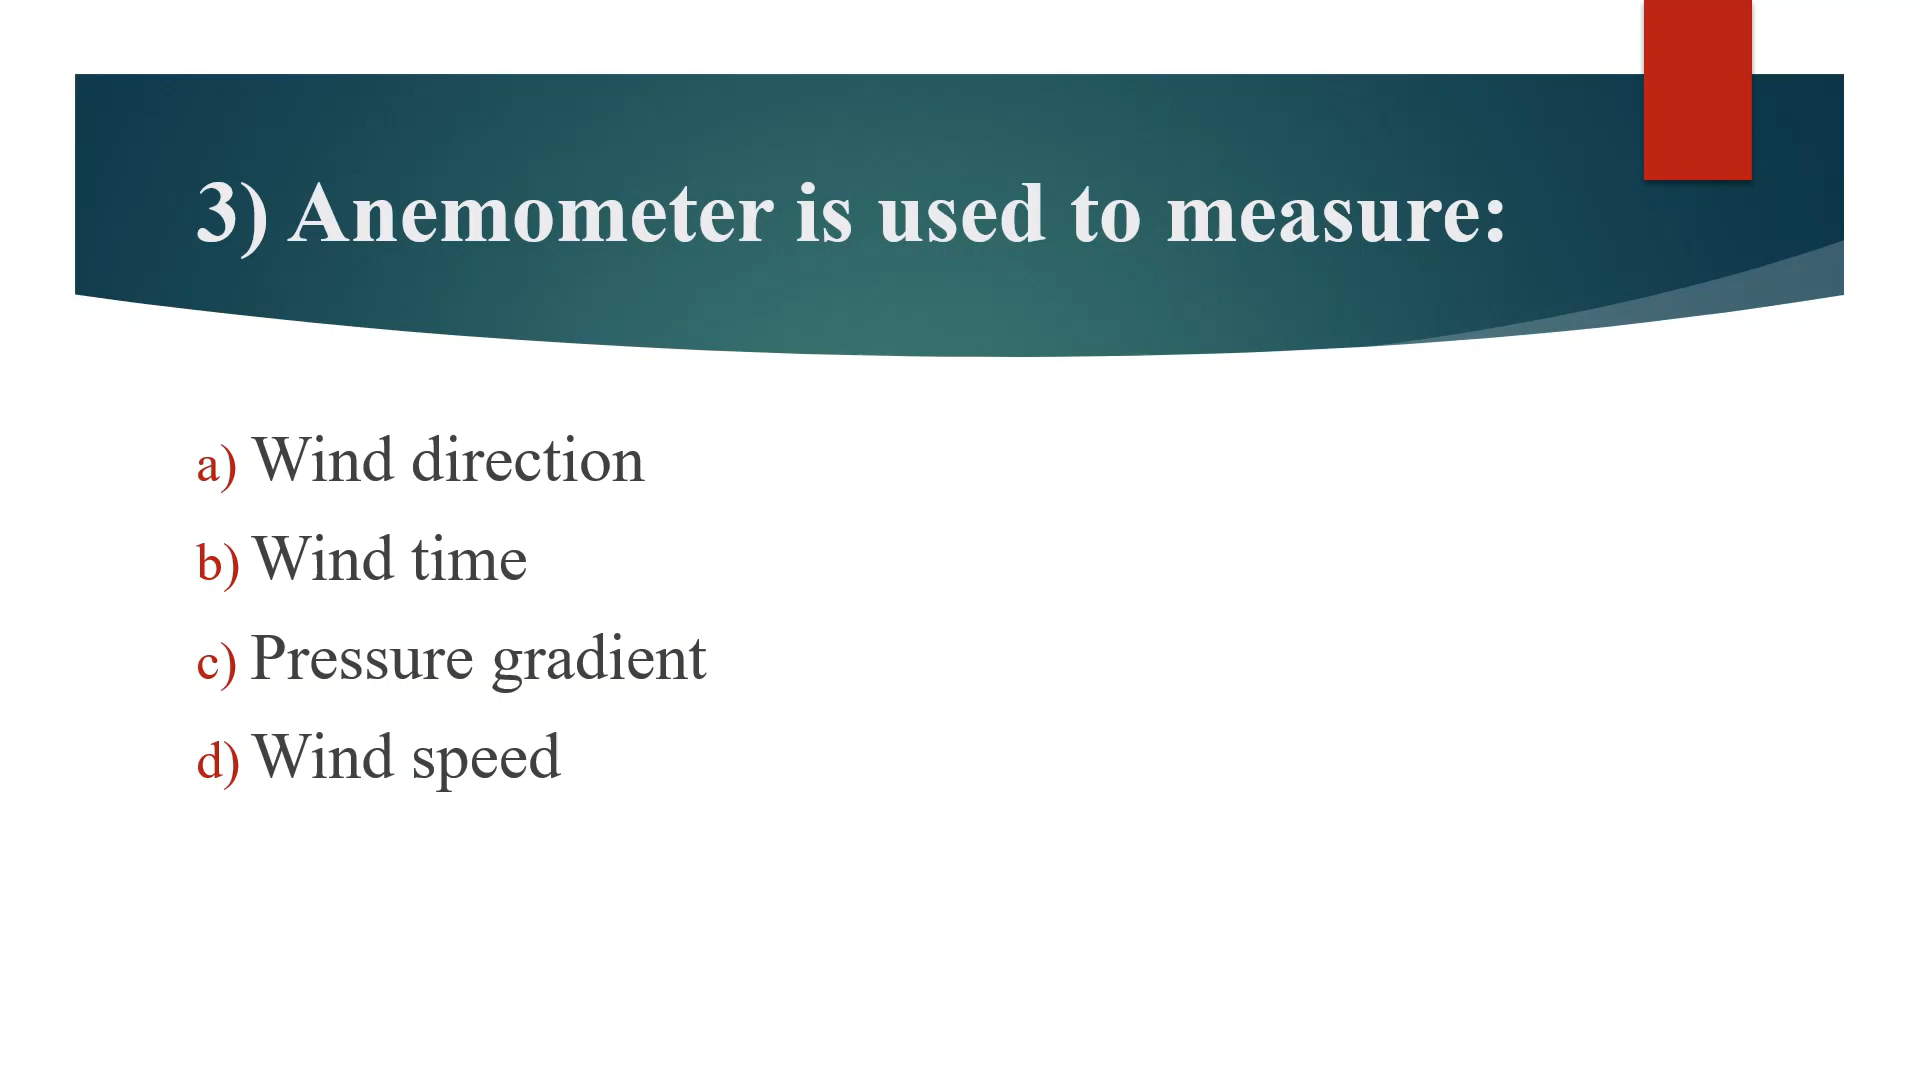 3) Anemometer is used to measure:
a) Wind direction
b) Wind time
c) Pressure gradient
d) Wind speed